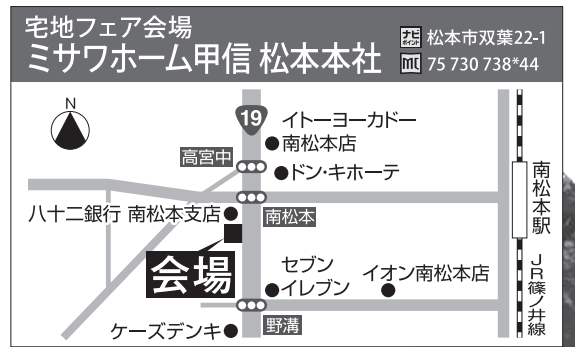 宅地フェア会場
ミサワホーム甲信 松本本社
ナビポイント 松本市双葉22-1
MC 75 730 738*44
N
19
イトーヨーカドー
南松本店
高宮中
ドン・キホーテ
八十二銀行 南松本支店
南松本
会場
セブン
イレブン
イオン南松本店
ケーズデンキ
野溝
南松本駅
JR篠ノ井線